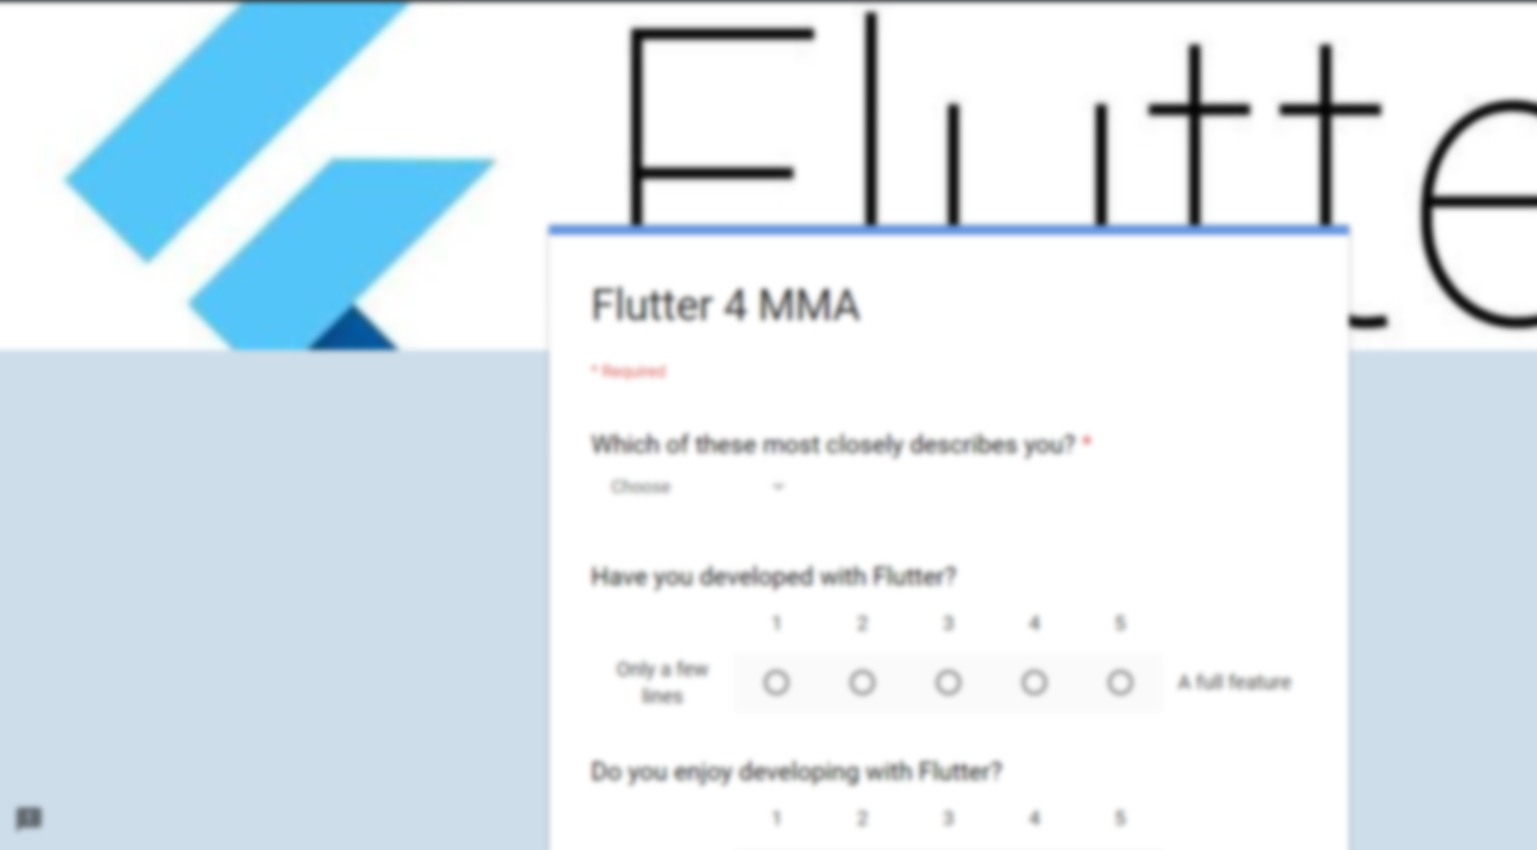 Flutte
Flutter 4 MMA
* Required
Which of these most closely describes you? *
Choose
Have you developed with Flutter?
1 2 3 4 5
Only a few
lines
A full feature
Do you enjoy developing with Flutter?
1 2 3 4 5